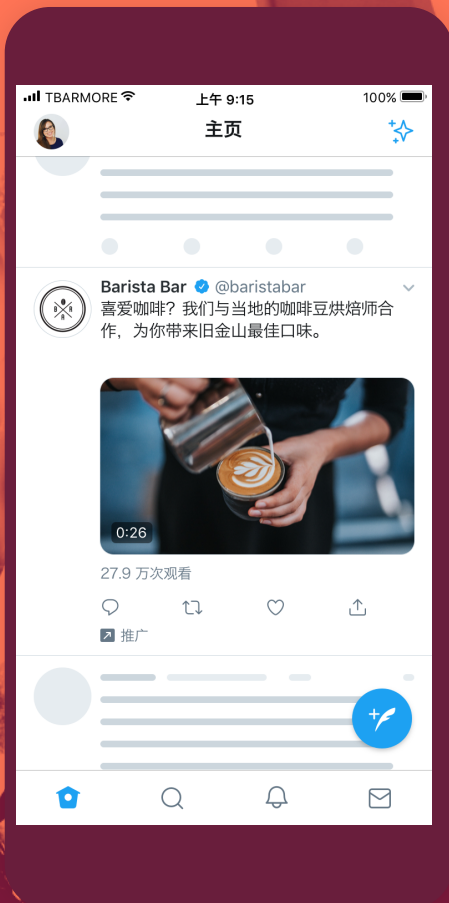 TBARMORE 上午 9:15 100%
主页
Barista Bar @baristabar
喜爱咖啡？我们与当地的咖啡豆烘焙师合
作，为你带来旧金山最佳口味。
0:26
27.9 万次观看
推广